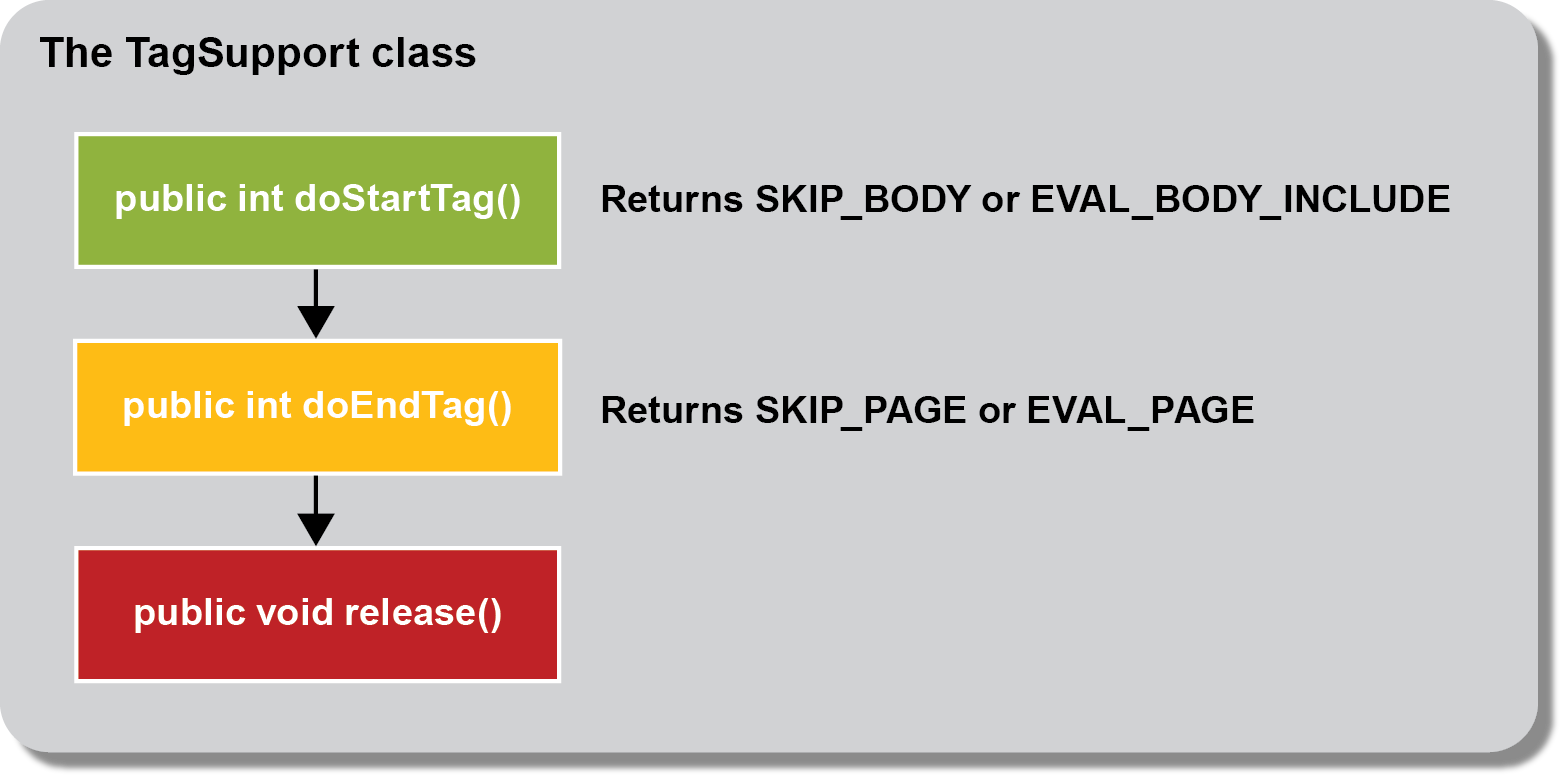 The TagSupport class
public int doStartTag()
Returns SKIP_BODY or EVAL_BODY_INCLUDE
public int doEndTag()
Returns SKIP_PAGE or EVAL_PAGE
public void release()